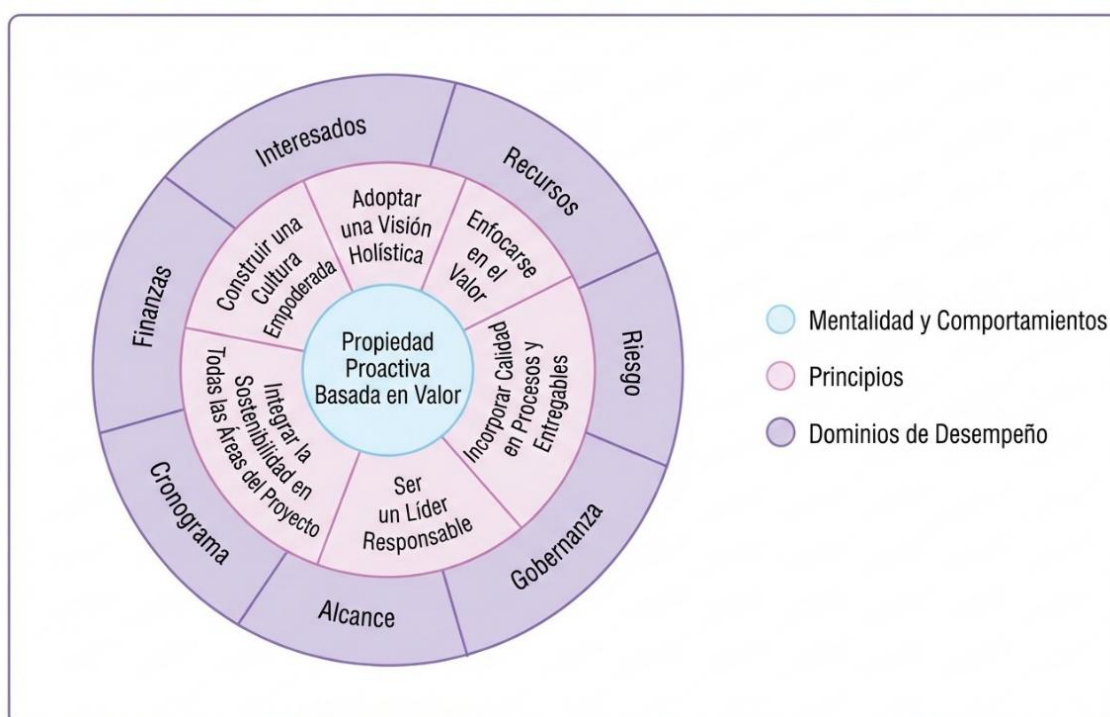 Interesados
Recursos
Riesgo
Gobernanza
Alcance
Cronograma
Finanzas
Adoptar
una Visión
Holística
Enfocarse
en el
Valor
Incorporar Calidad
en Procesos y
Entregables
Ser
un Líder
Responsable
Integrar la
Sostenibilidad en
Todas las Áreas del Proyecto
Construir una
Cultura
Empoderada
Propiedad
Proactiva
Basada en Valor
Mentalidad y Comportamientos
Principios
Dominios de Desempeño